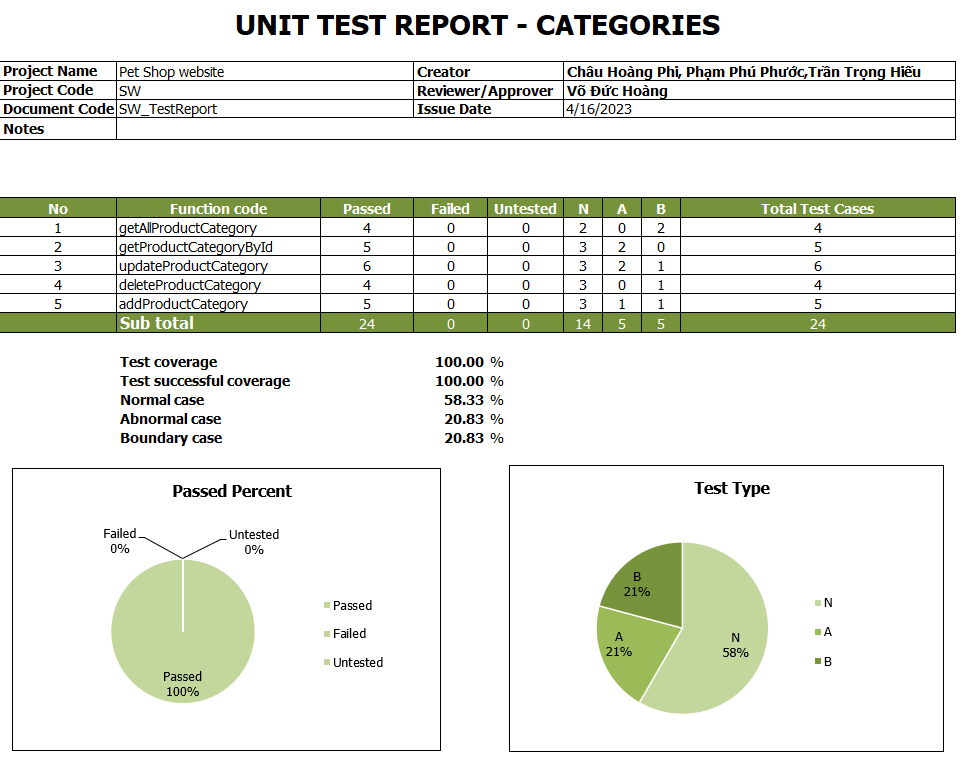 UNIT TEST REPORT - CATEGORIES
Project Name Pet Shop website Creator Châu Hoàng Phi, Phạm Phú Phước,Trần Trọng Hiếu
Project Code SW Reviewer/Approver Võ Đức Hoàng
Document Code SW_TestReport Issue Date 4/16/2023
Notes
No Function code Passed Failed Untested N A B Total Test Cases
1 getAllProductCategory 4 0 0 2 0 2 4
2 getProductCategoryById 5 0 0 3 2 0 5
3 updateProductCategory 6 0 0 3 2 1 6
4 deleteProductCategory 4 0 0 3 0 1 4
5 addProductCategory 5 0 0 3 1 1 5
Sub total 24 0 0 14 5 5 24
Test coverage 100.00 %
Test successful coverage 100.00 %
Normal case 58.33 %
Abnormal case 20.83 %
Boundary case 20.83 %
Passed Percent
Failed
0%
Untested
0%
Passed
100%
Passed
Failed
Untested
Test Type
B
21%
A
21%
N
58%
N
A
B